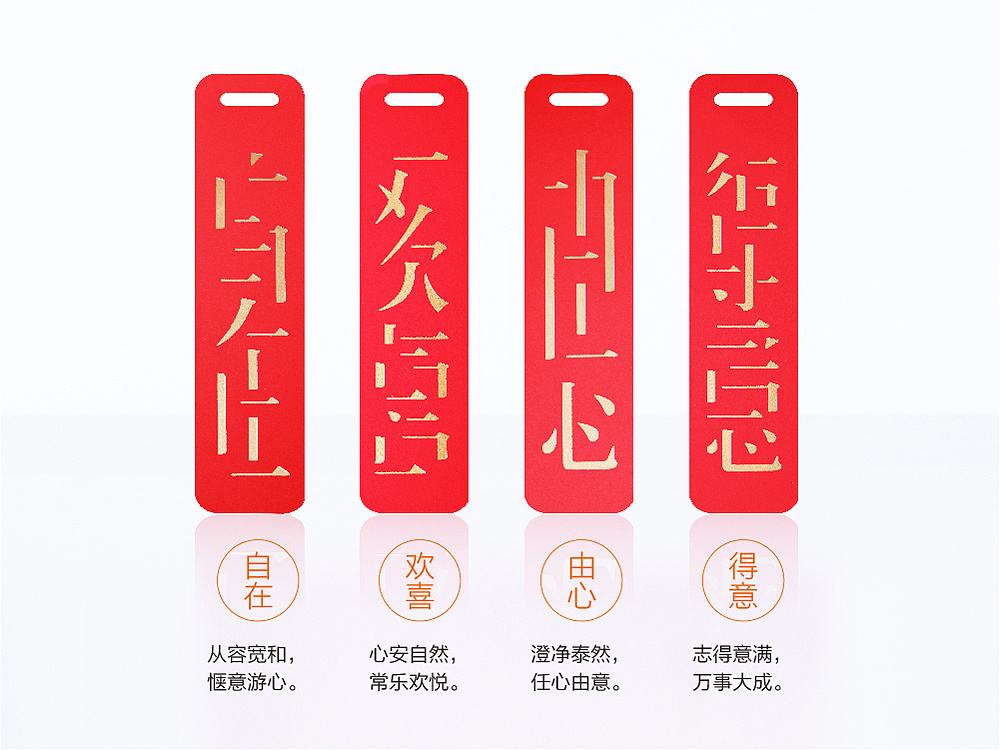 自在
欢喜
由心
得意
自在
欢喜
由心
得意
从容宽和，
惬意游心。
心安自然，
常乐欢悦。
澄净泰然，
任心由意。
志得意满，
万事大成。